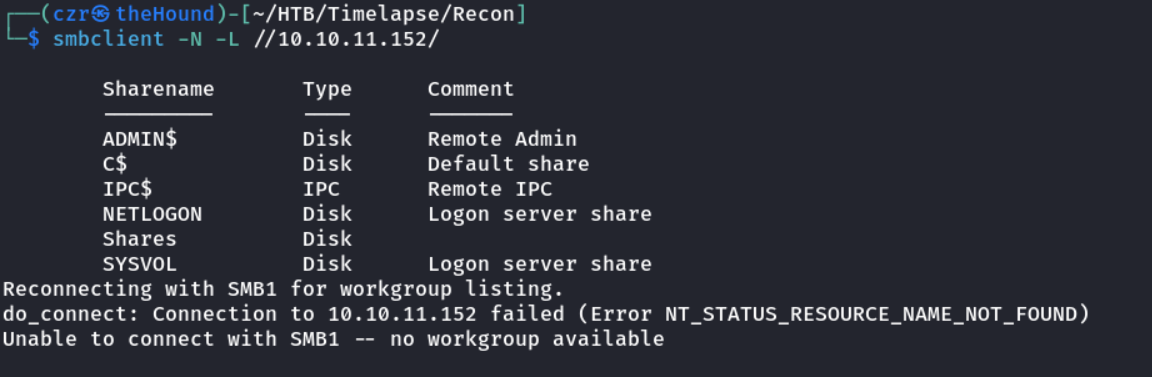 ┌──(czr㉿theHound)-[~/HTB/Timelapse/Recon]
└─$ smbclient -N -L //10.10.11.152/
Sharename Type Comment
--------- ---- -------
ADMIN$ Disk Remote Admin
C$ Disk Default share
IPC$ IPC Remote IPC
NETLOGON Disk Logon server share
Shares Disk
SYSVOL Disk Logon server share
Reconnecting with SMB1 for workgroup listing.
do_connect: Connection to 10.10.11.152 failed (Error NT_STATUS_RESOURCE_NAME_NOT_FOUND)
Unable to connect with SMB1 -- no workgroup available